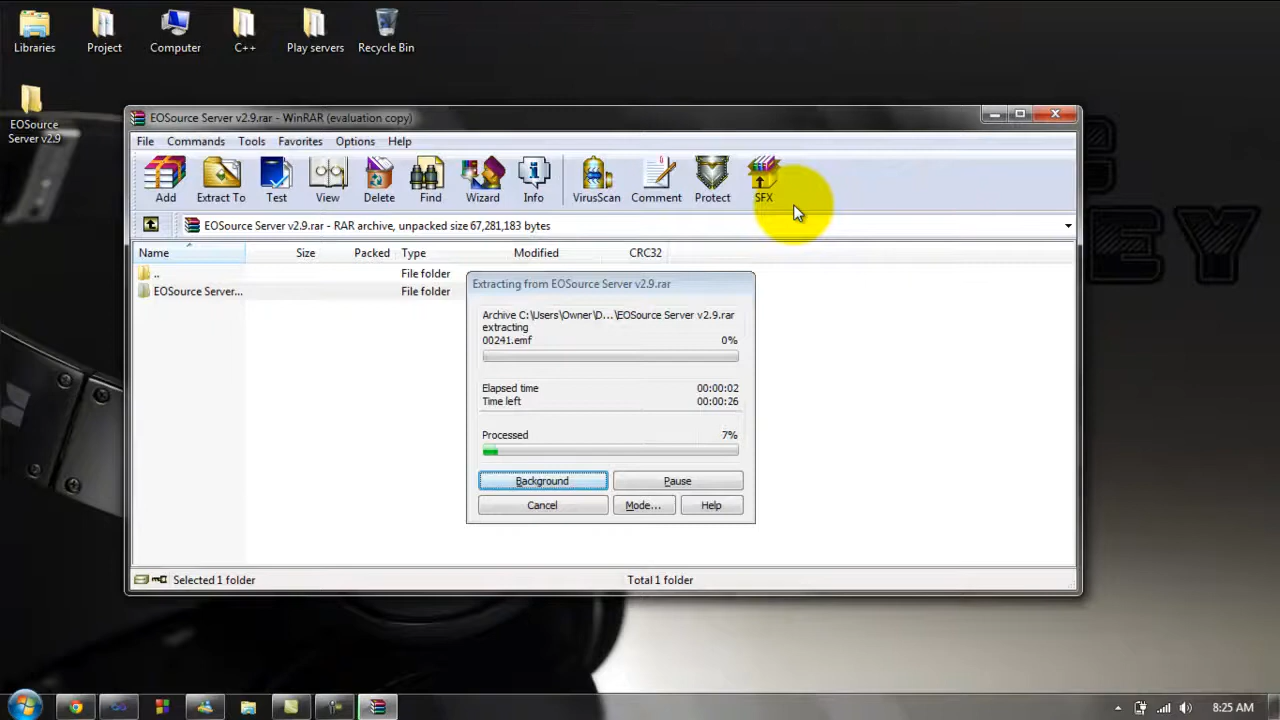 Libraries
Project
Computer
C++
Play servers
Recycle Bin
EOSource
Server v2.9
EOSource Server v2.9.rar - WinRAR (evaluation copy)
File Commands Tools Favorites Options Help
Add Extract To Test View Delete Find Wizard Info VirusScan Comment Protect SFX
EOSource Server v2.9.rar - RAR archive, unpacked size 67,281,183 bytes
Name Size Packed Type Modified CRC32
.. File folder
EOSource Server... File folder
Extracting from EOSource Server v2.9.rar
Archive C:\Users\Owner\D...\EOSource Server v2.9.rar
extracting
00241.emf 0%
Elapsed time 00:00:02
Time left 00:00:26
Processed 7%
Background Pause
Cancel Mode... Help
Selected 1 folder Total 1 folder
8:25 AM